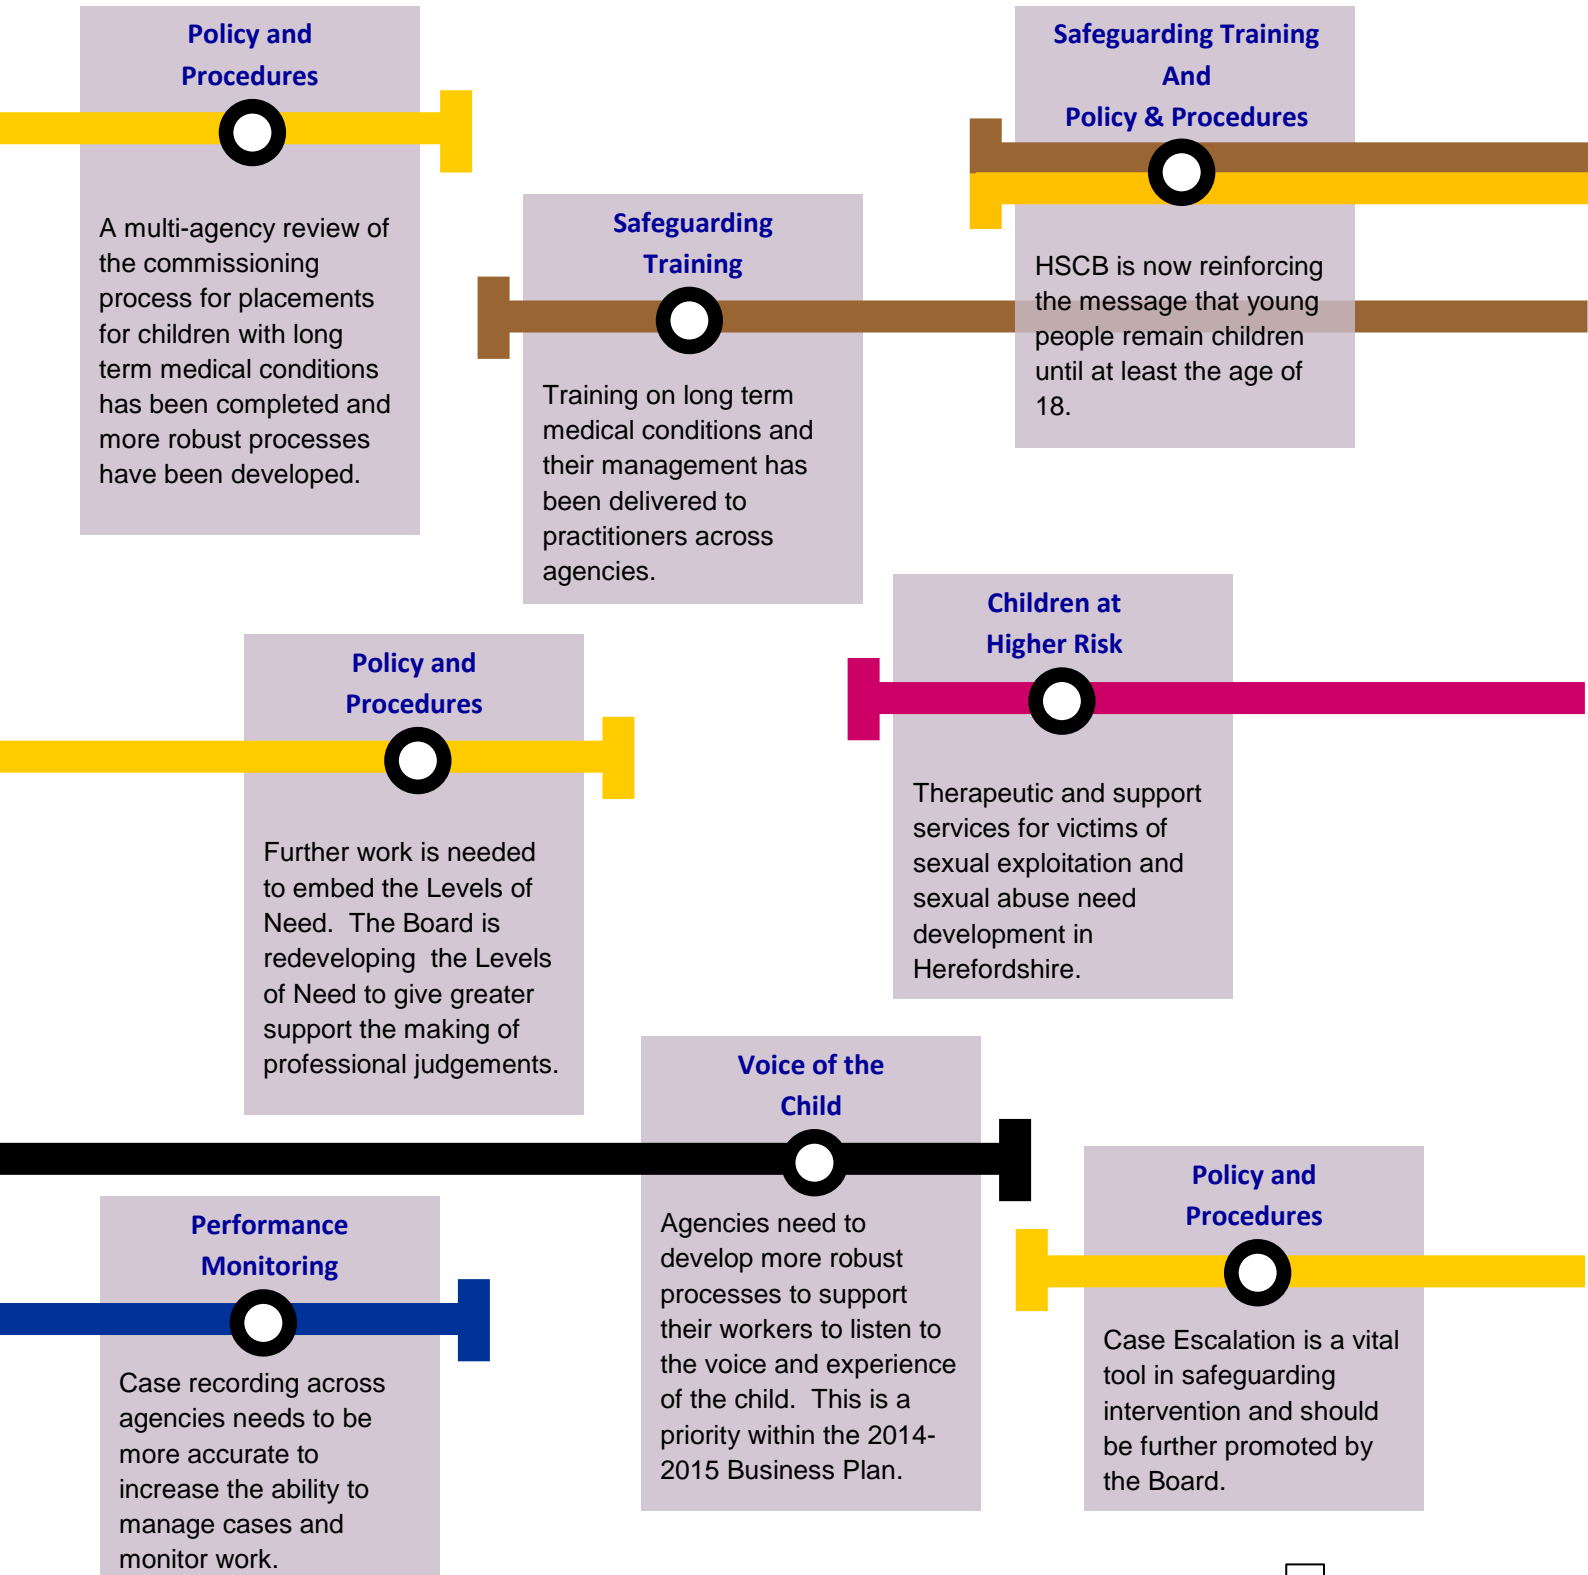 Policy and
Procedures
A multi-agency review of
the commissioning
process for placements
for children with long
term medical conditions
has been completed and
more robust processes
have been developed.
Safeguarding
Training
Training on long term
medical conditions and
their management has
been delivered to
practitioners across
agencies.
Safeguarding Training
And
Policy & Procedures
HSCB is now reinforcing
the message that young
people remain children
until at least the age of
18.
Policy and
Procedures
Further work is needed
to embed the Levels of
Need.  The Board is
redeveloping  the Levels
of Need to give greater
support the making of
professional judgements.
Children at
Higher Risk
Therapeutic and support
services for victims of
sexual exploitation and
sexual abuse need
development in
Herefordshire.
Performance
Monitoring
Case recording across
agencies needs to be
more accurate to
increase the ability to
manage cases and
monitor work.
Voice of the
Child
Agencies need to
develop more robust
processes to support
their workers to listen to
the voice and experience
of the child.  This is a
priority within the 2014-
2015 Business Plan.
Policy and
Procedures
Case Escalation is a vital
tool in safeguarding
intervention and should
be further promoted by
the Board.